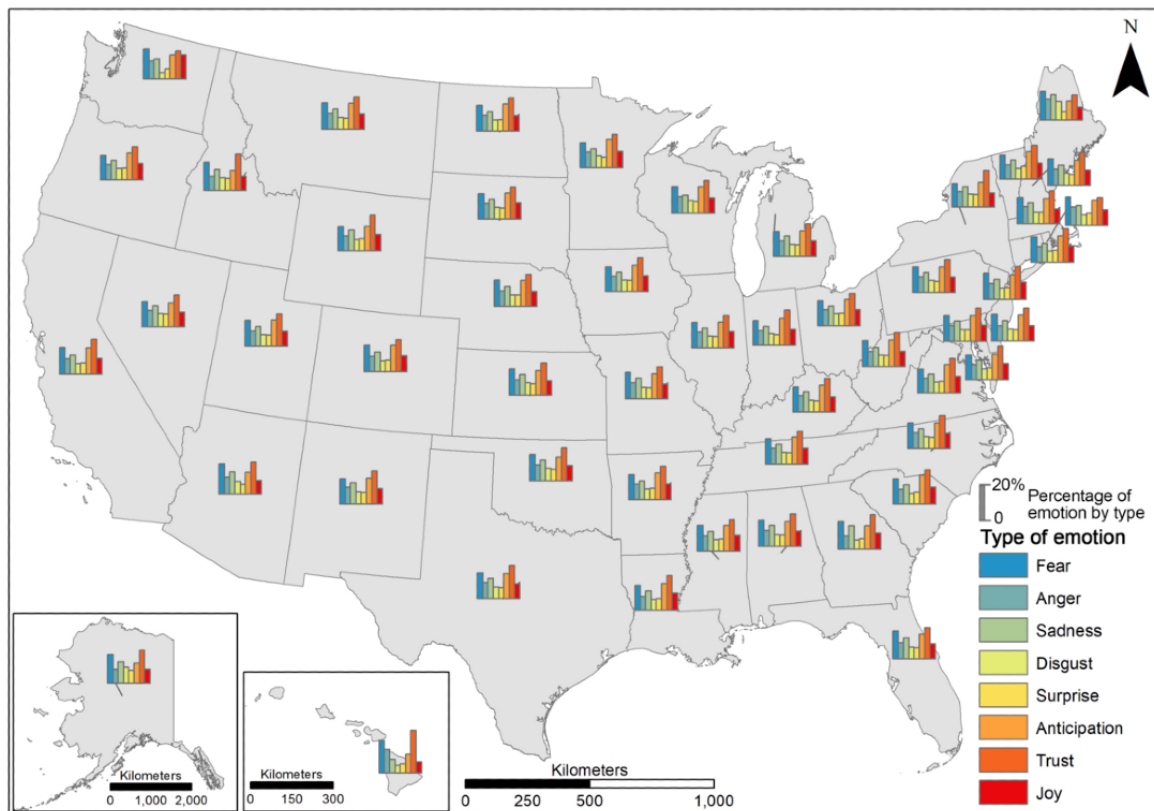 N
20%
0
Percentage of
emotion by type
Type of emotion
Fear
Anger
Sadness
Disgust
Surprise
Anticipation
Trust
Joy
Kilometers
0 1,000 2,000
Kilometers
0 150 300
Kilometers
0 250 500 1,000